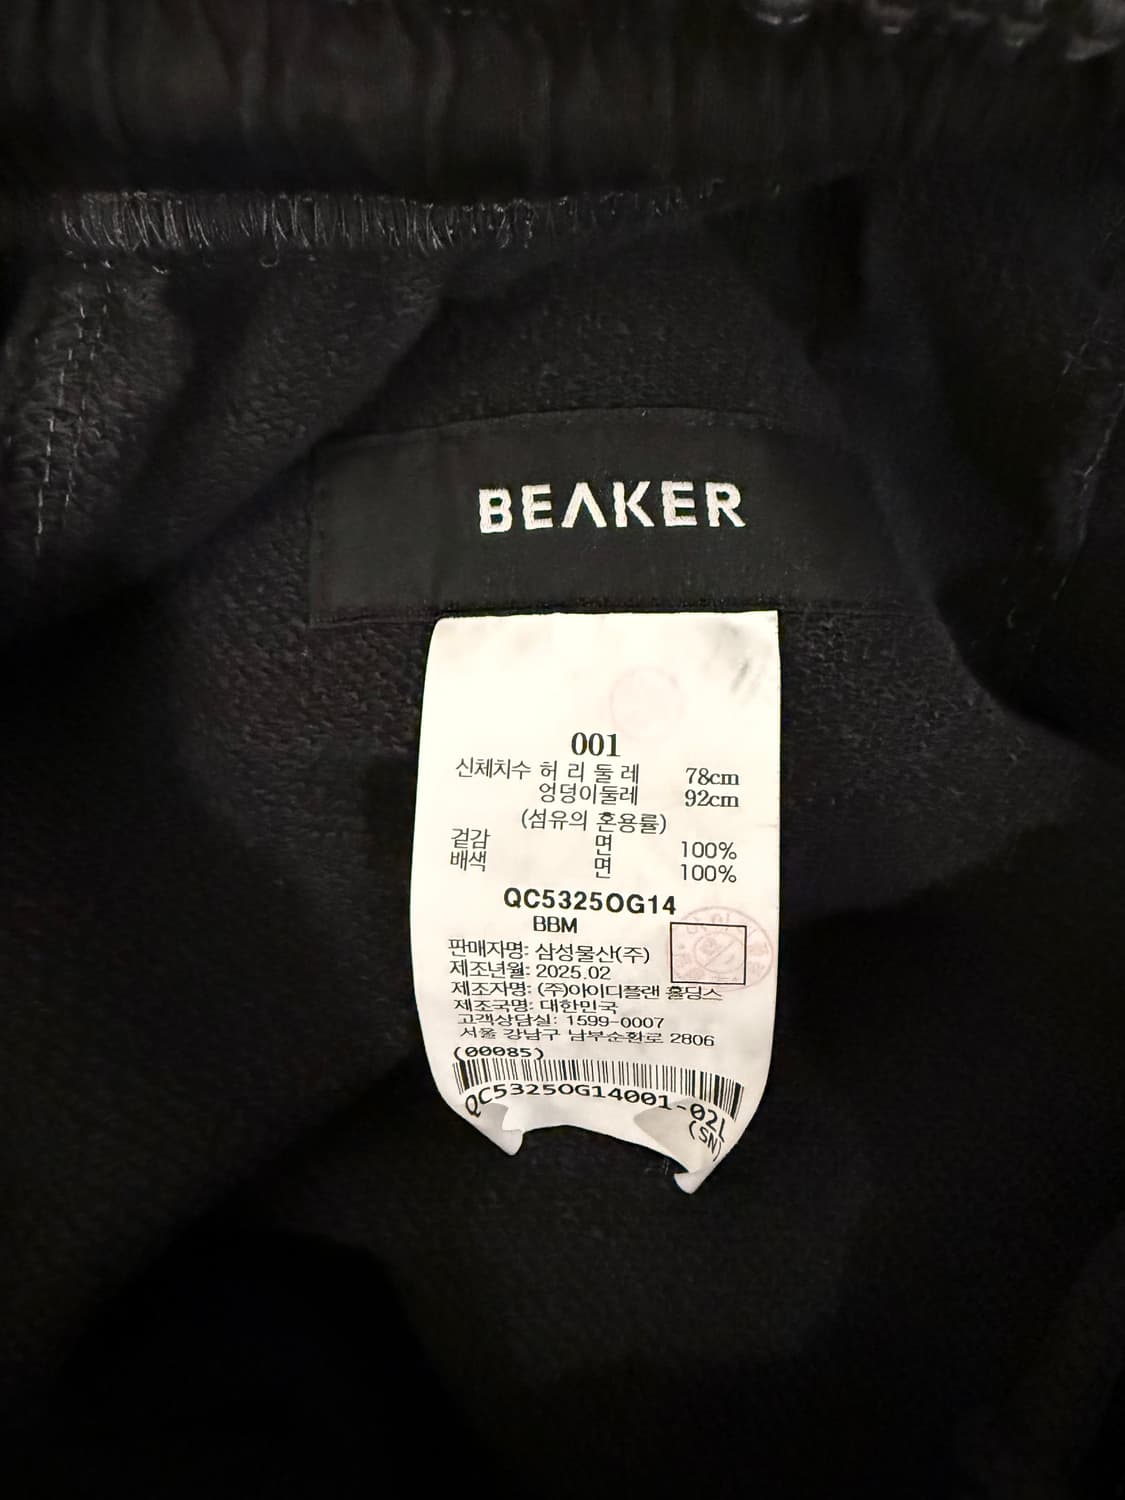 BEAKER
001
신체치수 허 리 둘 레 78cm
엉덩이둘레 92cm
(섬유의 혼용률)
겉감 면 100%
배색 면 100%
QC5325OG14
BBM
판매자명: 삼성물산(주)
제조년월: 2025.02
제조자명: (주)아이디플랜 홀딩스
제조국명: 대한민국
고객상담실: 1599-0007
서울 강남구 남부순환로 2806
(00085)
QC5325OG14001-02L
(SN)